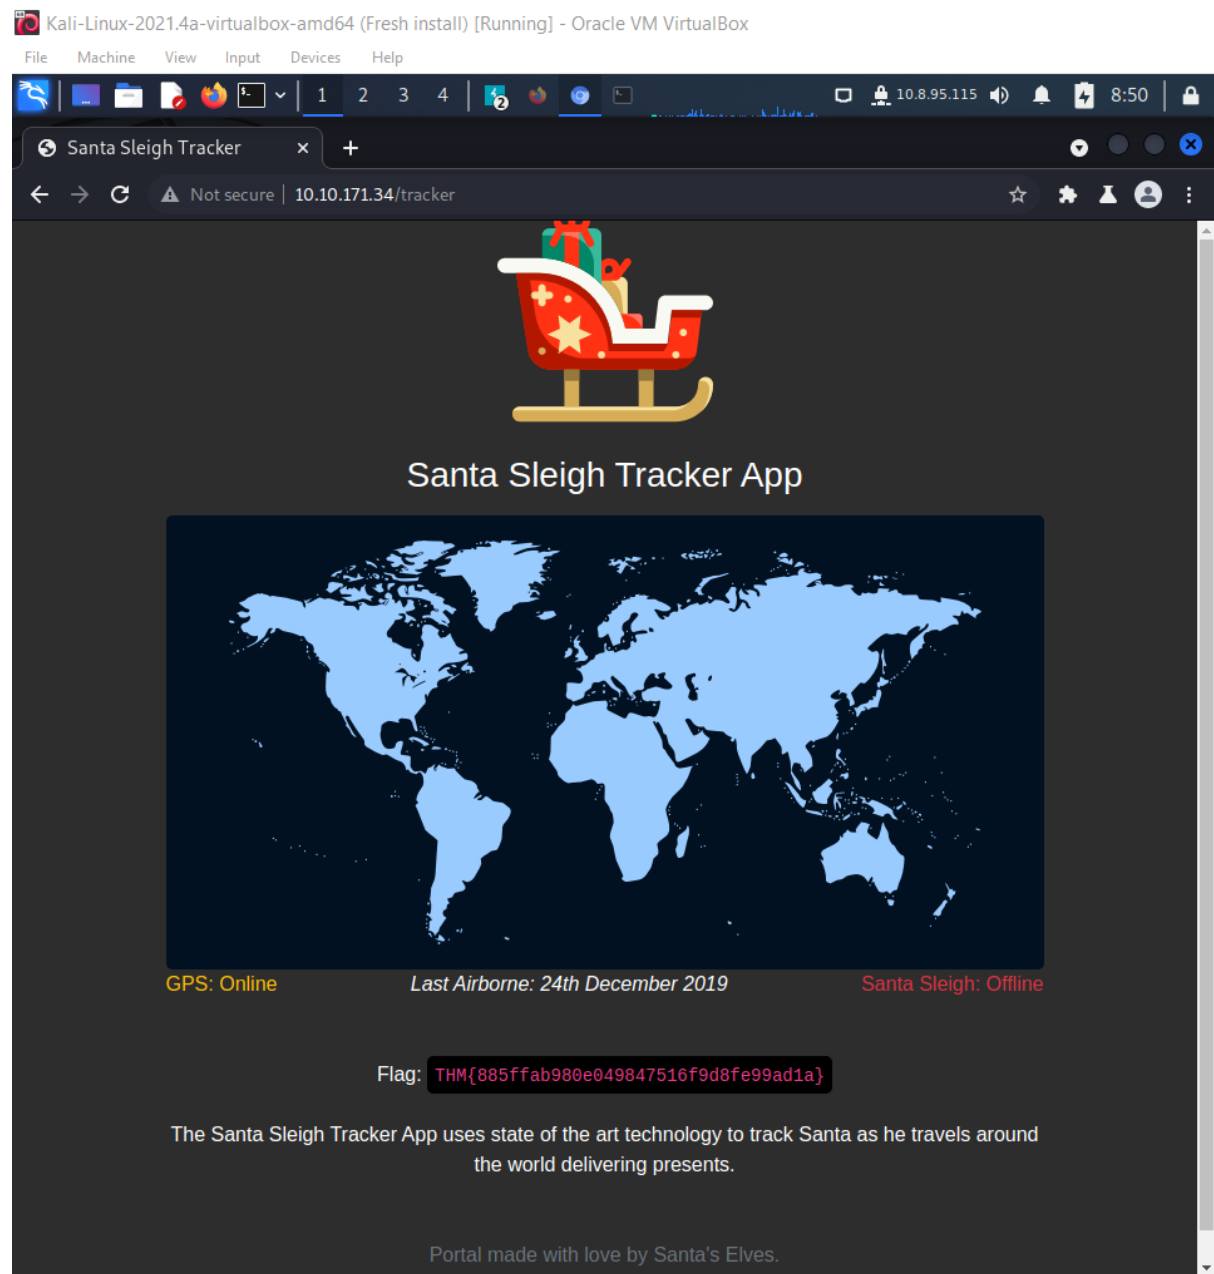 Kali-Linux-2021.4a-virtualbox-amd64 (Fresh install) [Running] - Oracle VM VirtualBox
File Machine View Input Devices Help
1 2 3 4 2 10.8.95.115 8:50
Santa Sleigh Tracker
Not secure 10.10.171.34/tracker
Santa Sleigh Tracker App
GPS: Online Last Airborne: 24th December 2019 Santa Sleigh: Offline
Flag: THM{885ffab980e049847516f9d8fe99ad1a}
The Santa Sleigh Tracker App uses state of the art technology to track Santa as he travels around
the world delivering presents.
Portal made with love by Santa's Elves.